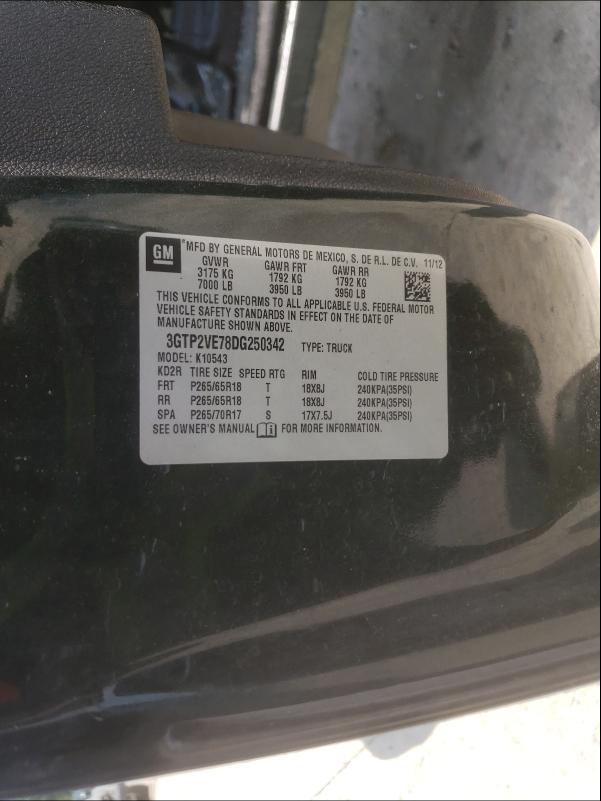 GM
*MFD BY GENERAL MOTORS DE MEXICO, S. DE R.L. DE C.V. 11/12
GVWR GAWR FRT GAWR RR
3175 KG 1792 KG 1792 KG
7000 LB 3950 LB 3950 LB
THIS VEHICLE CONFORMS TO ALL APPLICABLE U.S. FEDERAL MOTOR
VEHICLE SAFETY STANDARDS IN EFFECT ON THE DATE OF
MANUFACTURE SHOWN ABOVE.
3GTP2VE78DG250342 TYPE: TRUCK
MODEL: K10543
KD2R TIRE SIZE SPEED RTG RIM COLD TIRE PRESSURE
FRT P265/65R18 T 18X8J 240KPA(35PSI)
RR P265/65R18 T 18X8J 240KPA(35PSI)
SPA P265/70R17 S 17X7.5J 240KPA(35PSI)
SEE OWNER'S MANUAL FOR MORE INFORMATION.